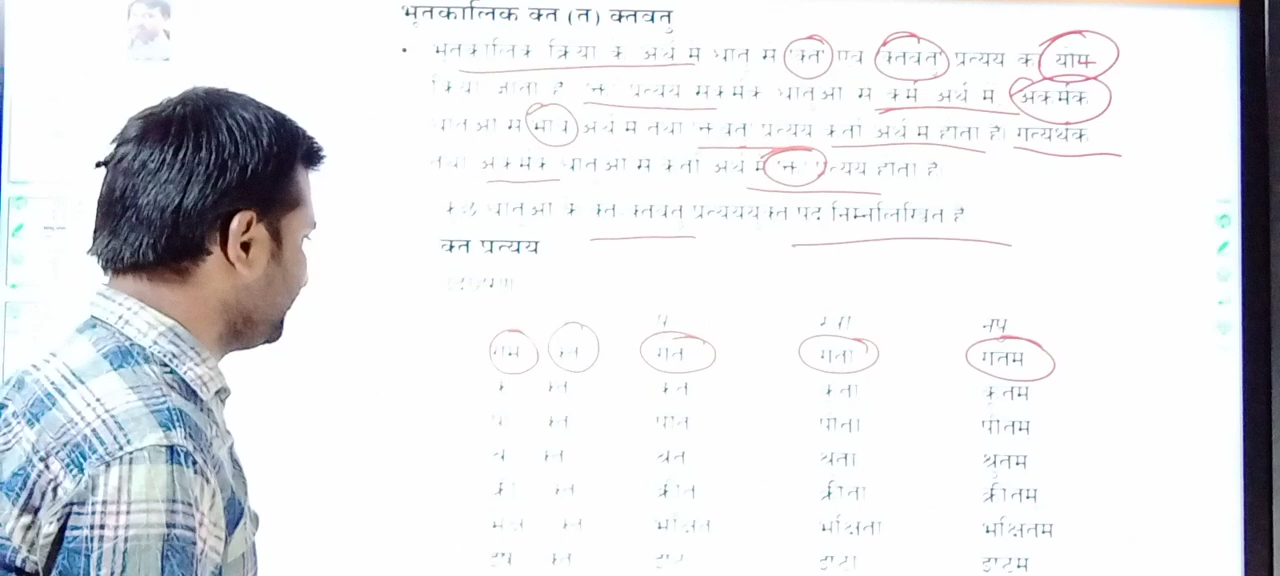 भूतकालिक क्त (त) क्तवतु
• भूतकालिक क्रिया के अर्थ में धातु से 'क्त' एवं क्तवतु प्रत्यय का योग
किया जाता है 'क्त' प्रत्यय सकर्मक धातुओं से कर्म अर्थ में अकर्मक
धातुओं से भाव अर्थ में तथा 'क्तवतु' प्रत्यय कर्ता अर्थ में होता है। गत्यर्थक
तथा अकर्मक धातुओं से कर्ता अर्थ में 'क्त' प्रत्यय होता है
कुछ धातुओं के क्त क्तवतु प्रत्यययुक्त पद निम्नलिखित हैं
क्त प्रत्यय
उदाहरण
नपु
गम क्त गत गता गतम
क्त कृत कृता कृतम
क्त पीत पीता पीतम
क्त श्रुत श्रुता श्रुतम
क्री क्त क्रीत क्रीता क्रीतम
भक्ष क्त भक्षित भक्षिता भक्षितम
क्त